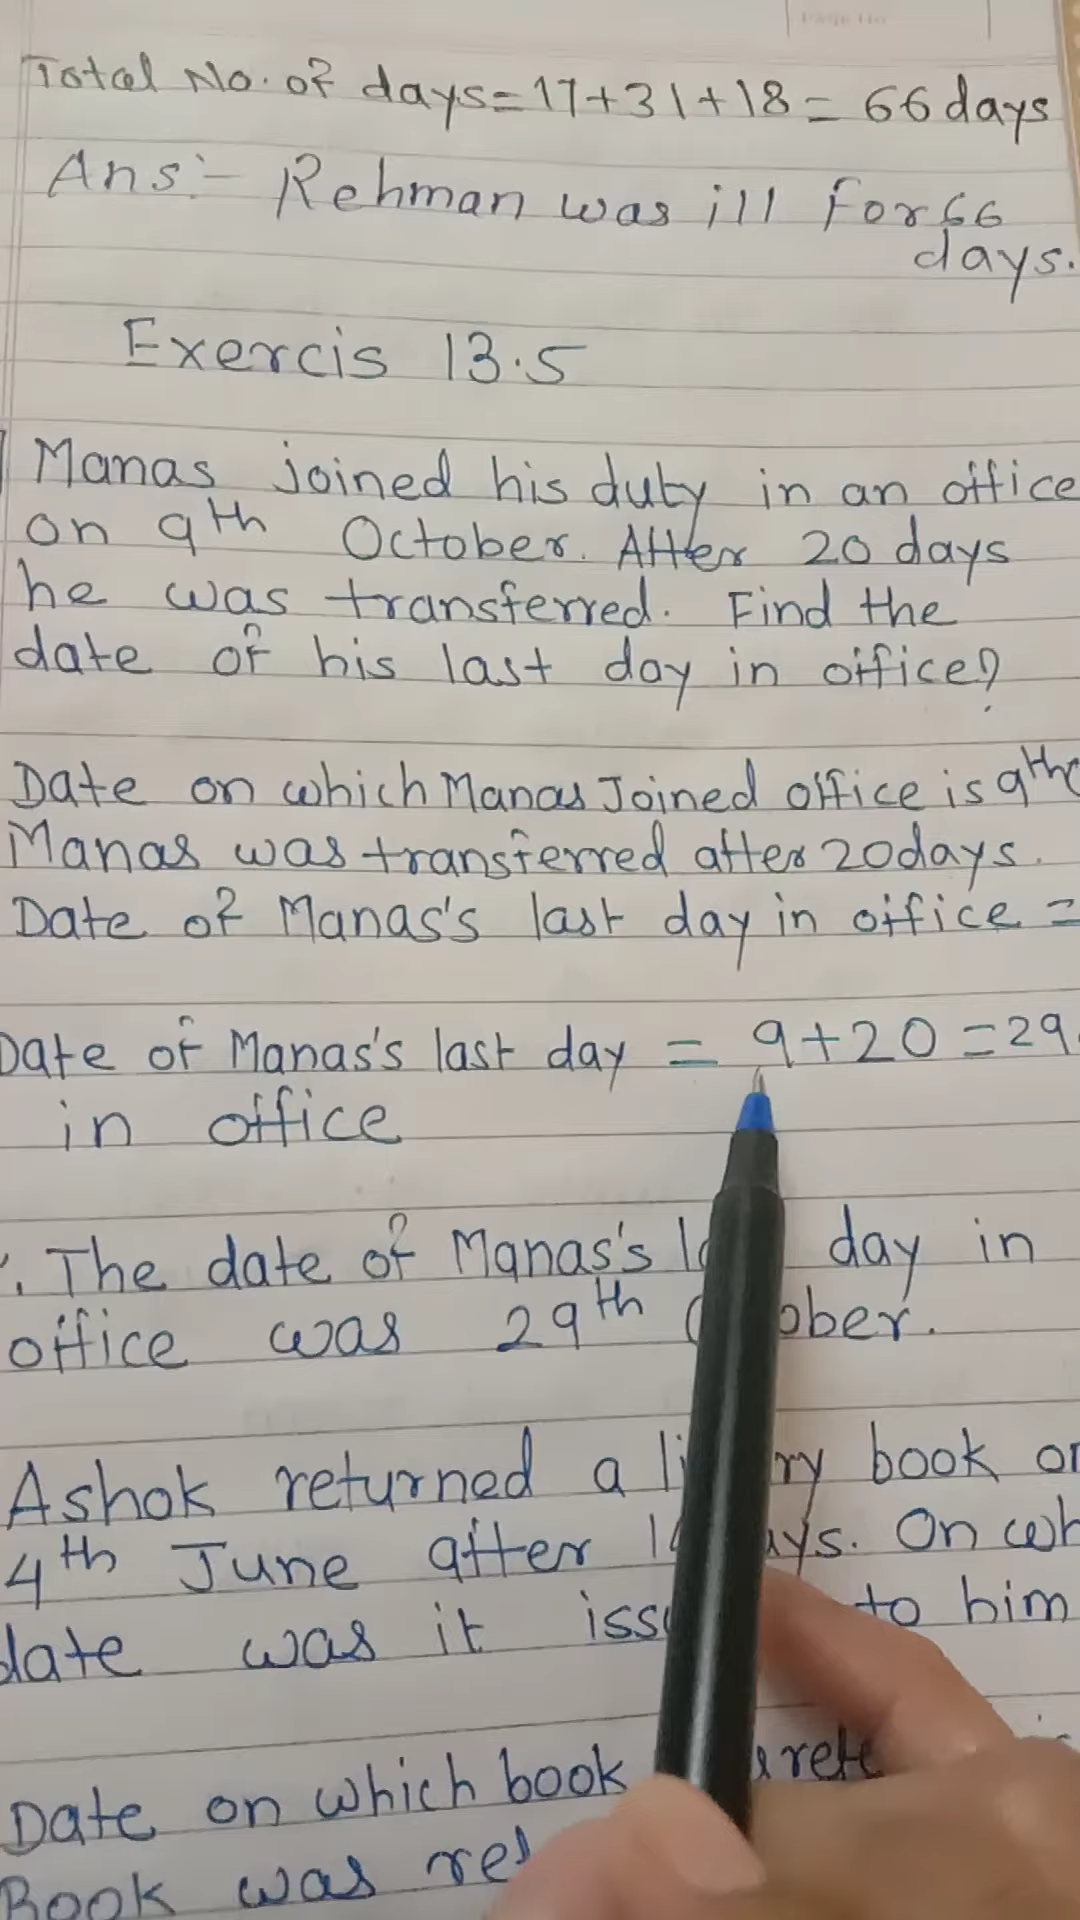 Page No
Total No. of days = 17+31+18 = 66 days
Ans:- Rehman was ill for 66
days.
Exercis 13.5
Manas joined his duty in an office
on 9th October. After 20 days
he was transferred. Find the
date of his last day in office?
Date on which Manas Joined office is 9th
Manas was transferred after 20 days.
Date of Manas's last day in office =
Date of Manas's last day = 9+20=29
in office
The date of Manas's day in
office was 29th
Ashok returned a book
4th June after On
date was it to him
Date on which book
Book was